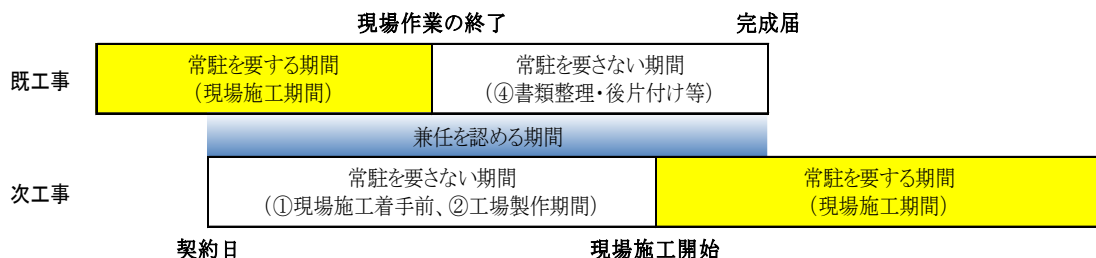 現場作業の終了
完成届
既工事
常駐を要する期間
（現場施工期間）
常駐を要さない期間
（④書類整理・後片付け等）
兼任を認める期間
次工事
常駐を要さない期間
（①現場施工着手前、②工場製作期間）
常駐を要する期間
（現場施工期間）
契約日
現場施工開始